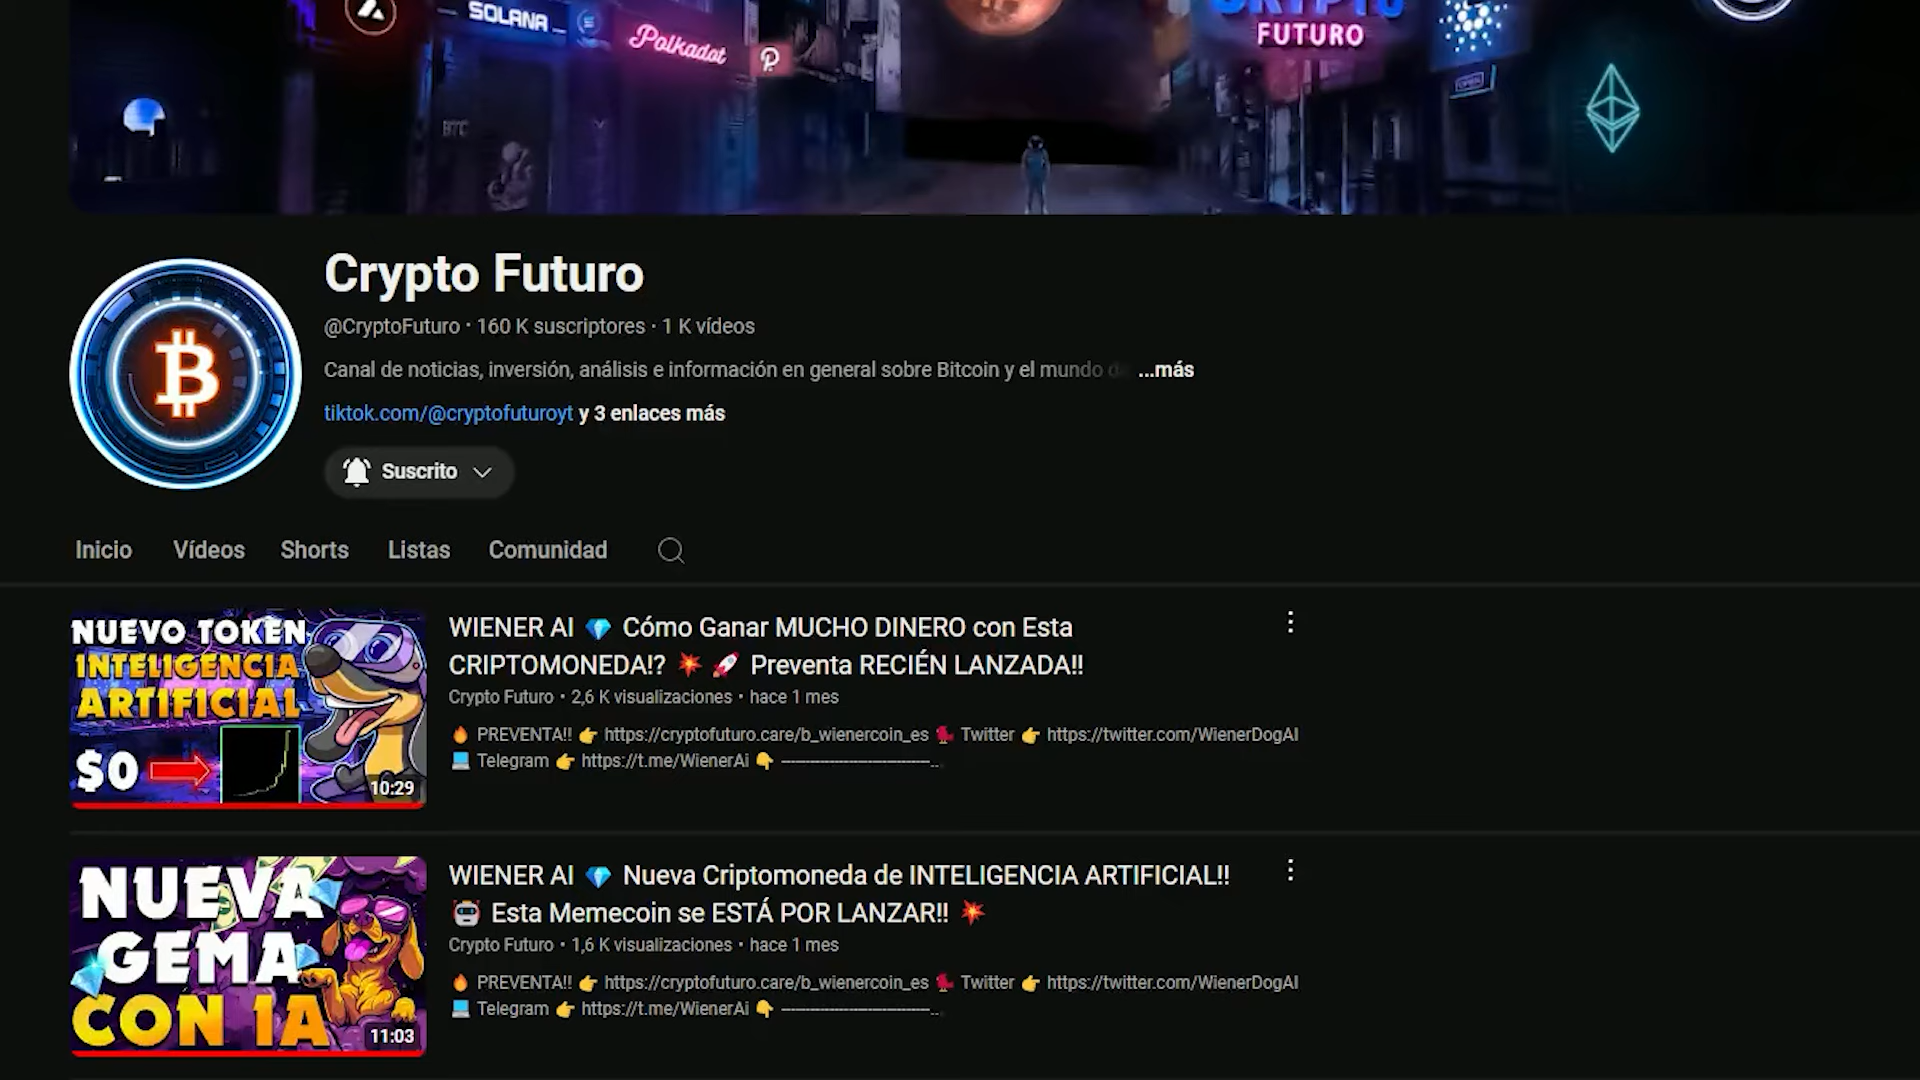 SOLANA
Polkadot
CRYPTO
FUTURO
BTC
Crypto Futuro
@CryptoFuturo · 160 K suscriptores · 1 K vídeos
Canal de noticias, inversión, análisis e información en general sobre Bitcoin y el mundo ...más
tiktok.com/@cryptofuturoyt y 3 enlaces más
Suscrito
Inicio Vídeos Shorts Listas Comunidad
NUEVO TOKEN
INTELIGENCIA
ARTIFICIAL
$0
10:29
WIENER AI 💎 Cómo Ganar MUCHO DINERO con Esta
CRIPTOMONEDA!? 💥 🚀 Preventa RECIÉN LANZADA!!
Crypto Futuro · 2,6 K visualizaciones · hace 1 mes
🔥 PREVENTA!! 👉 https://cryptofuturo.care/b_wienercoin_es 🐦 Twitter 👉 https://twitter.com/WienerDogAI
💻 Telegram 👉 https://t.me/WienerAi 👇 -----------------------------...
NUEVA
GEMA
CON IA
11:03
WIENER AI 💎 Nueva Criptomoneda de INTELIGENCIA ARTIFICIAL!!
🤖 Esta Memecoin se ESTÁ POR LANZAR!! 💥
Crypto Futuro · 1,6 K visualizaciones · hace 1 mes
🔥 PREVENTA!! 👉 https://cryptofuturo.care/b_wienercoin_es 🐦 Twitter 👉 https://twitter.com/WienerDogAI
💻 Telegram 👉 https://t.me/WienerAi 👇 -----------------------------...